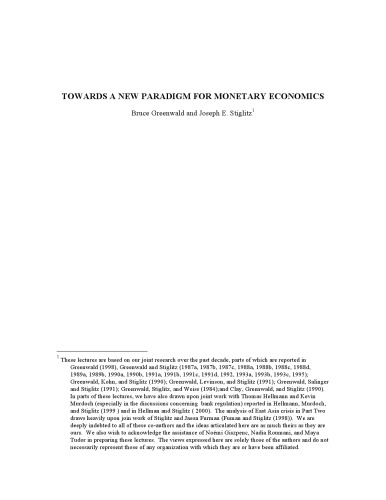 TOWARDS A NEW PARADIGM FOR MONETARY ECONOMICS
Bruce Greenwald and Joseph E. Stiglitz1
1 These lectures are based on our joint research over the past decade, parts of which are reported in
Greenwald (1998), Greenwald and Stiglitz (1987a, 1987b, 1987c, 1988a, 1988b, 1988c, 1988d,
1989a, 1989b, 1990a, 1990b, 1991a, 1991b, 1991c, 1991d, 1992, 1993a, 1993b, 1993c, 1995);
Greenwald, Kohn, and Stiglitz (1990); Greenwald, Levinson, and Stiglitz (1991); Greenwald, Salinger
and Stiglitz (1991); Greenwald, Stiglitz, and Weiss (1984);and Clay, Greenwald, and Stiglitz (1990).
In parts of these lectures, we have also drawn upon joint work with Thomas Hellmann and Kevin
Murdoch (especially in the discussions concerning bank regulation) reported in Hellmann, Murdoch,
and Stiglitz (1999 ) and in Hellman and Stiglitz ( 2000). The analysis of East Asia crisis in Part Two
draws heavily upon join work of Stiglitz and Jason Furman (Fuman and Stiglitz (1998)). We are
deeply indebted to all of these co-authors and the ideas articulated here are as much theirs as they are
ours. We also wish to acknowledge the assistance of Noemi Giszpenc, Nadia Roumani, and Maya
Tudor in preparing these lectures. The views expressed here are solely those of the authors and do not
necessarily represent those of any organization with which they are or have been affiliated.